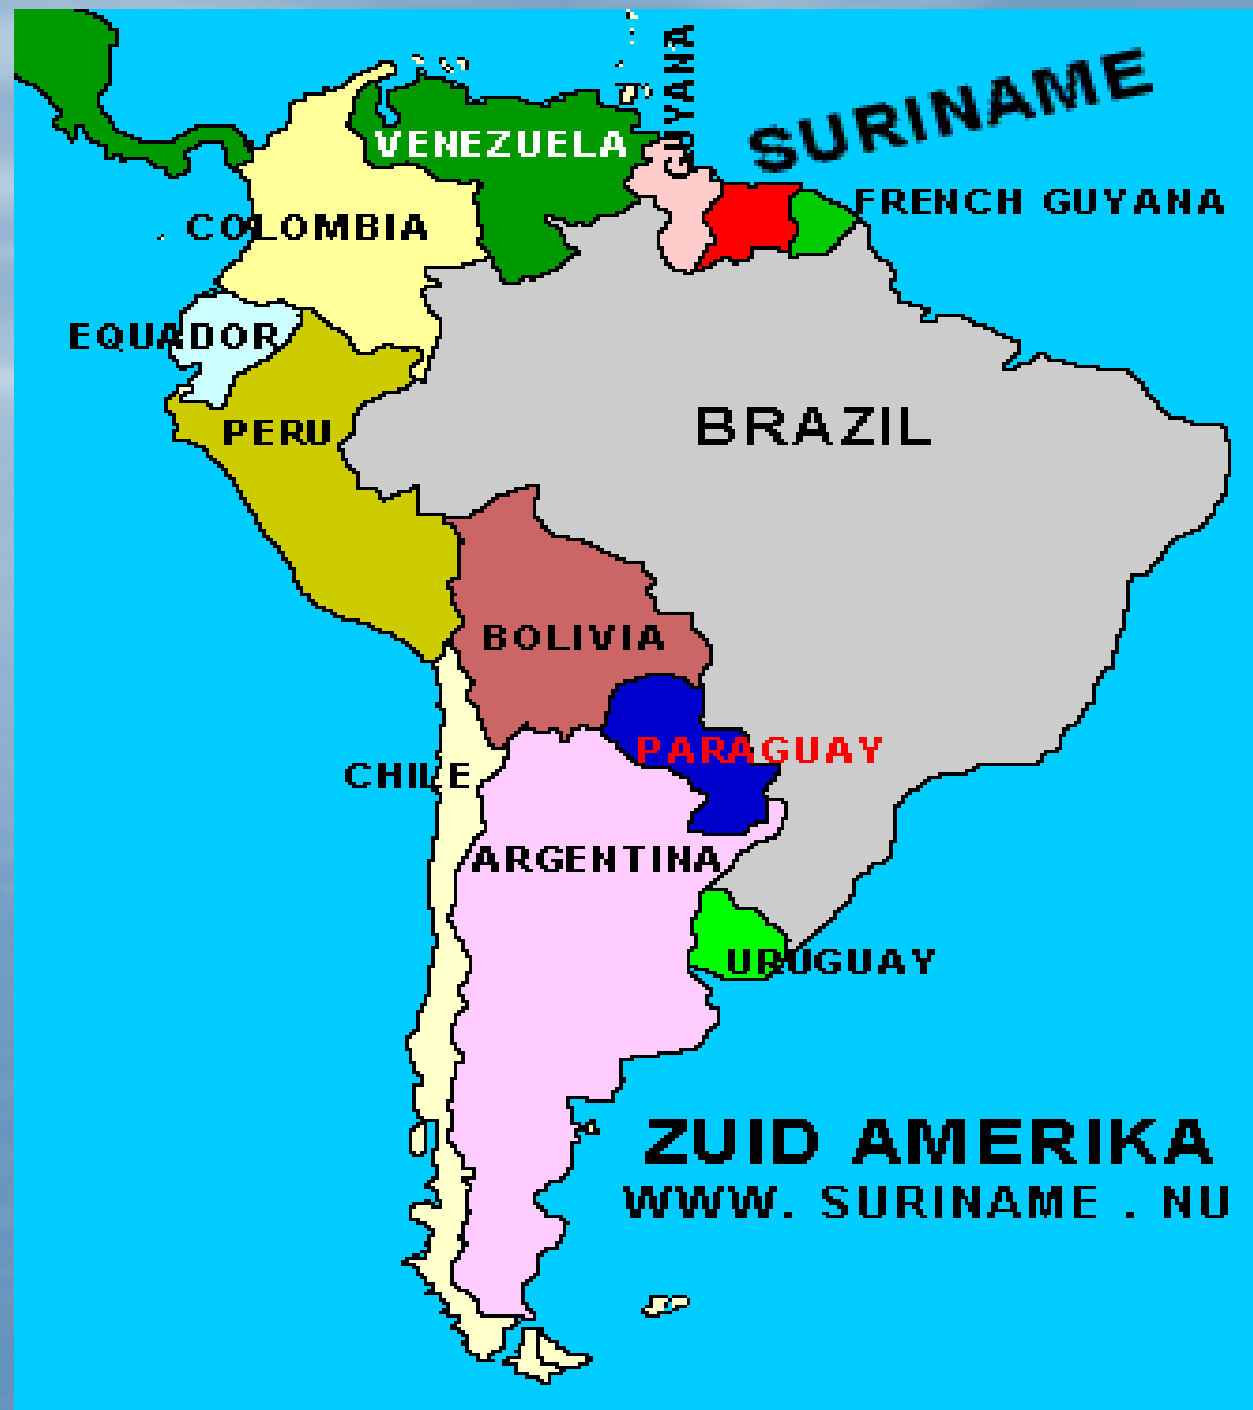 GUYANA
SURINAME
VENEZUELA
FRENCH GUYANA
COLOMBIA
EQUADOR
BRAZIL
PERU
BOLIVIA
PARAGUAY
CHILE
ARGENTINA
URUGUAY
ZUID AMERIKA
WWW. SURINAME . NU